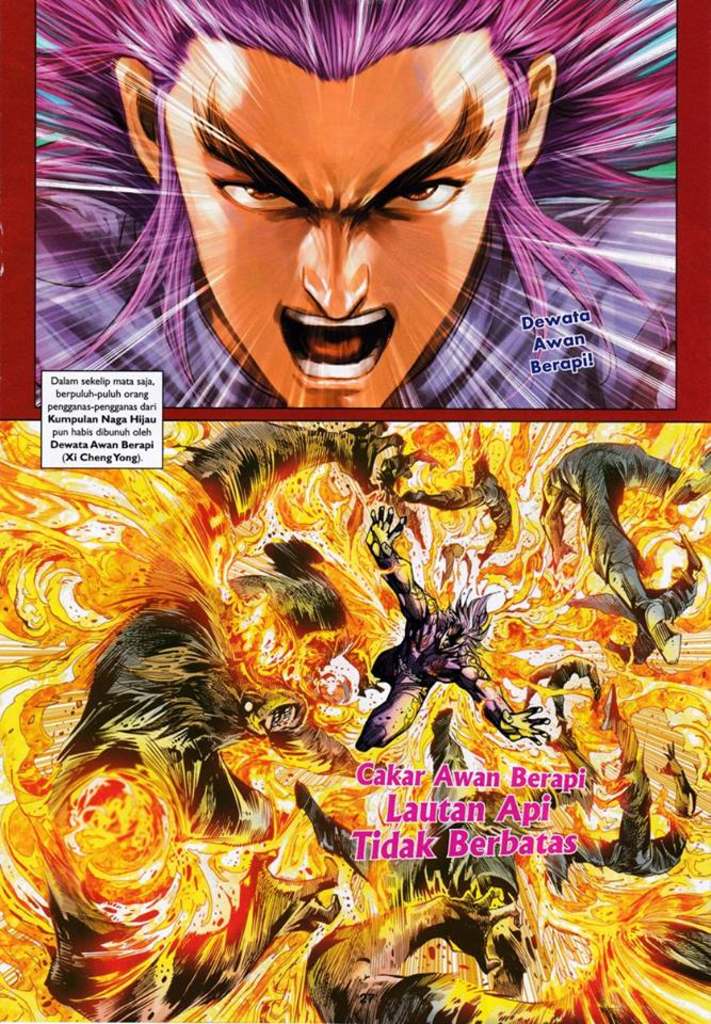 Dewata
Awan
Berapi!
Dalam sekelip mata saja,
berpuluh-puluh orang
pengganas-pengganas dari
Kumpulan Naga Hijau
pun habis dibunuh oleh
Dewata Awan Berapi
(Xi Cheng Yong).
Cakar Awan Berapi
Lautan Api
Tidak Berbatas